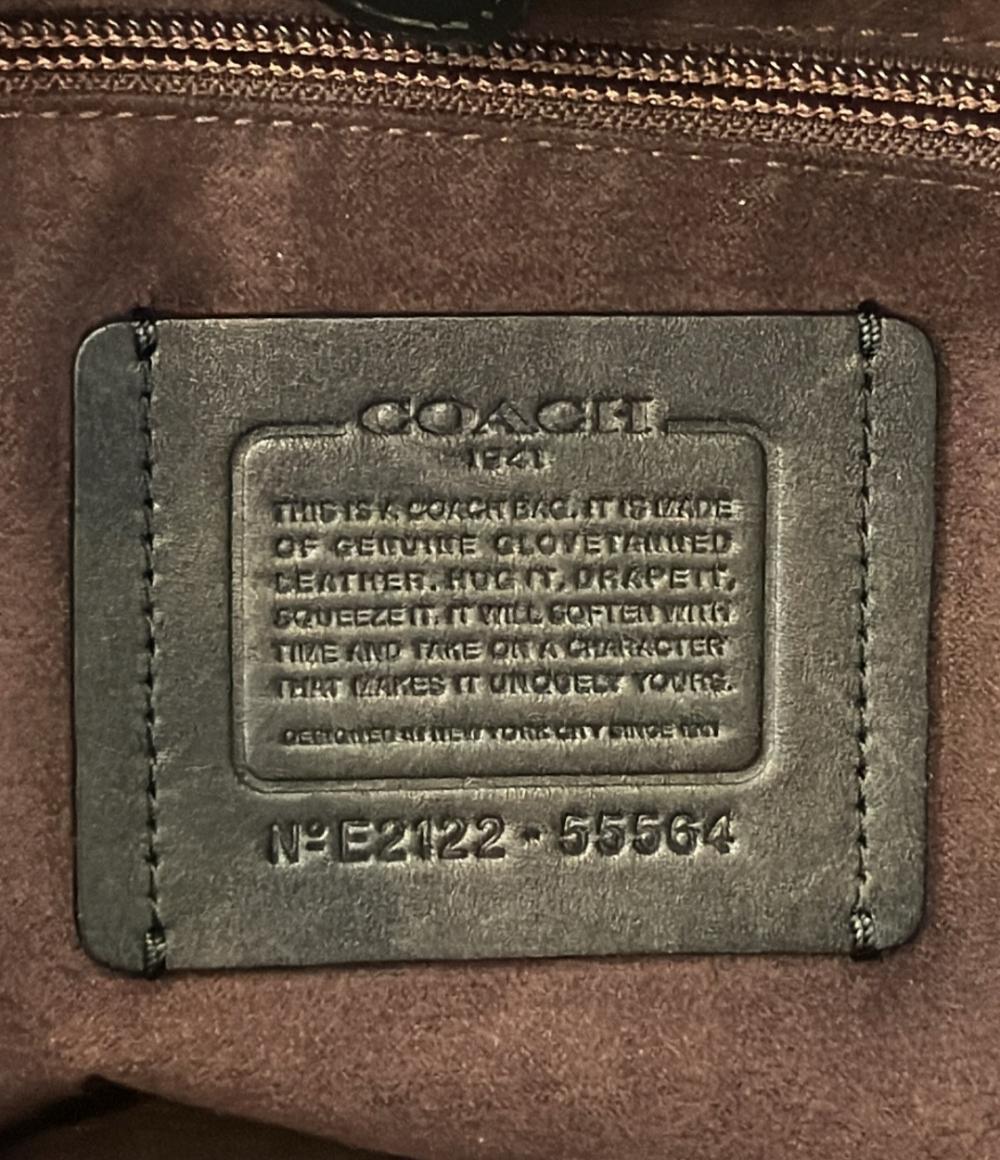 COACH
1941
THIS IS A COACH BAG. IT IS MADE
OF GENUINE GLOVETANNED
LEATHER. HUG IT, DRAPE IT,
SQUEEZE IT. IT WILL SOFTEN WITH
TIME AND TAKE ON A CHARACTER
THAT MAKES IT UNIQUELY YOURS.
DESIGNED IN NEW YORK CITY SINCE 1941
Nº E2122 - 55564